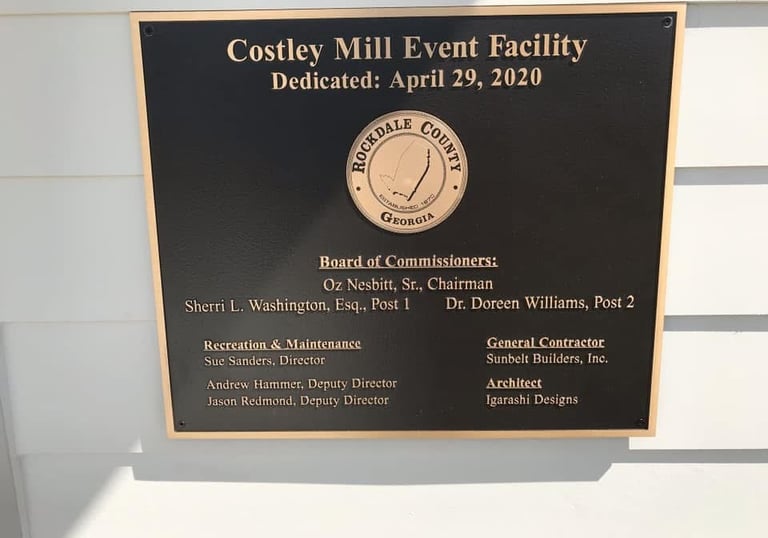 Costley Mill Event Facility
Dedicated: April 29, 2020
ROCKDALE COUNTY
ESTABLISHED 1870
GEORGIA
Board of Commissioners:
Oz Nesbitt, Sr., Chairman
Sherri L. Washington, Esq., Post 1 Dr. Doreen Williams, Post 2
Recreation & Maintenance
Sue Sanders, Director
Andrew Hammer, Deputy Director
Jason Redmond, Deputy Director
General Contractor
Sunbelt Builders, Inc.
Architect
Igarashi Designs